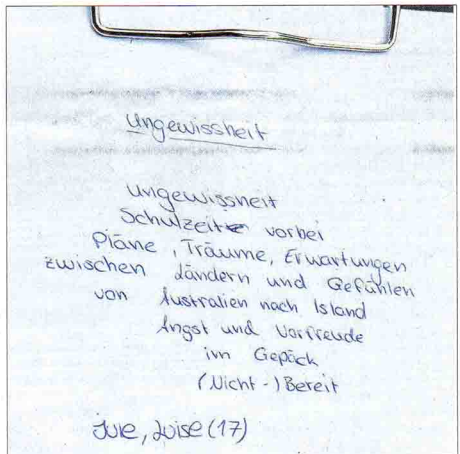 Ungewissheit
Ungewissheit
Schulzeit vorbei
Pläne, Träume, Erwartungen
zwischen Ländern und Gefühlen
von Australien nach Island
Angst und Vorfreude
im Gepäck
(Nicht-) Bereit
Luise (17)